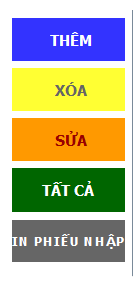 THÊM
XÓA
SỬA
TẤT CẢ
IN PHIẾU NHẬP